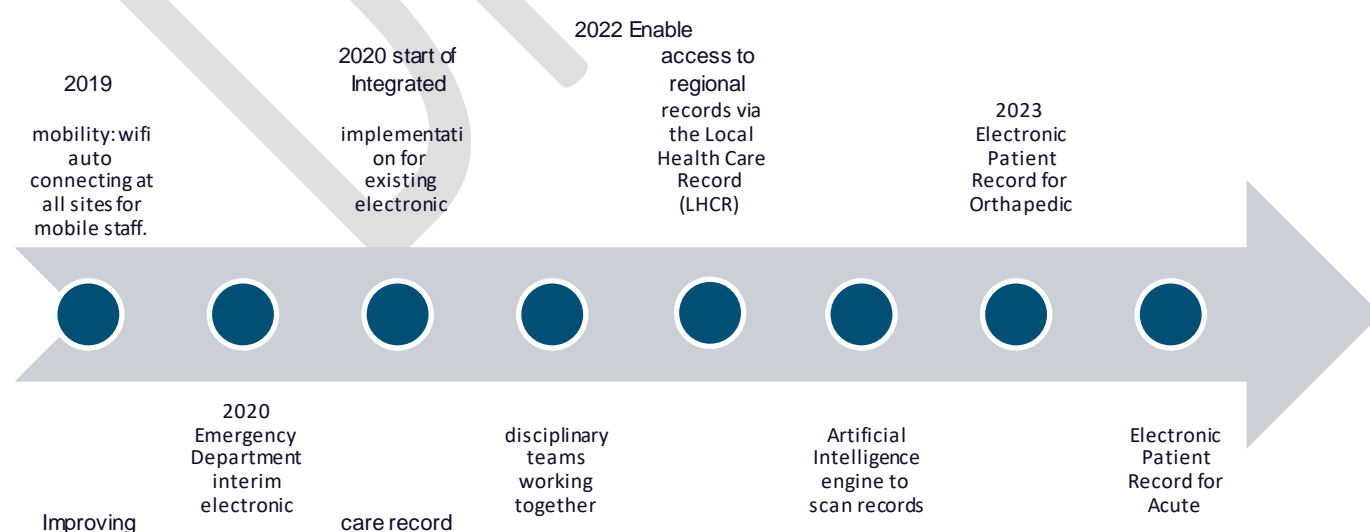 2019
mobility: wifi
auto
connecting at
all sites for
mobile staff.
2020 start of
Integrated
implementati
on for
existing
electronic
2022 Enable
access to
regional
records via
the Local
Health Care
Record
(LHCR)
2023
Electronic
Patient
Record for
Orthapedic
Improving
2020
Emergency
Department
interim
electronic
care record
disciplinary
teams
working
together
Artificial
Intelligence
engine to
scan records
Electronic
Patient
Record for
Acute